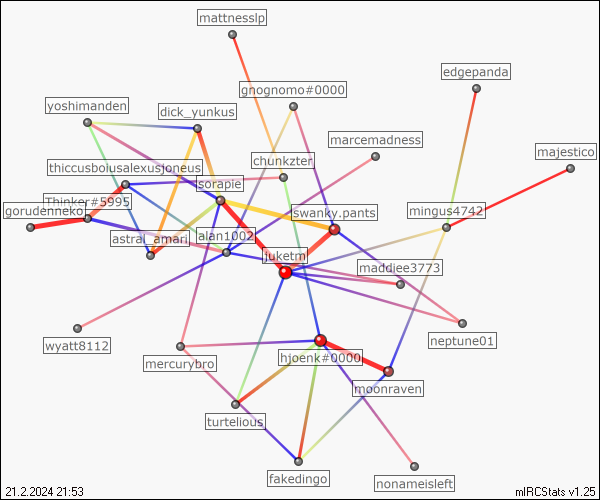 mattnesslp
edgepanda
gnognomo#0000
yoshimanden
dick_yunkus
marcemadness
majestico
chunkzter
thiccusbolusalexusjoneus
sorapie
Thinker#5995
gorudenneko
swanky.pants
mingus4742
astral_amari
alan1002
juketm
maddiee3773
wyatt8112
neptune01
mercurybro
hjoenk#0000
moonraven
turtelious
fakedingo
nonameisleft
21.2.2024 21:53
mIRCStats v1.25